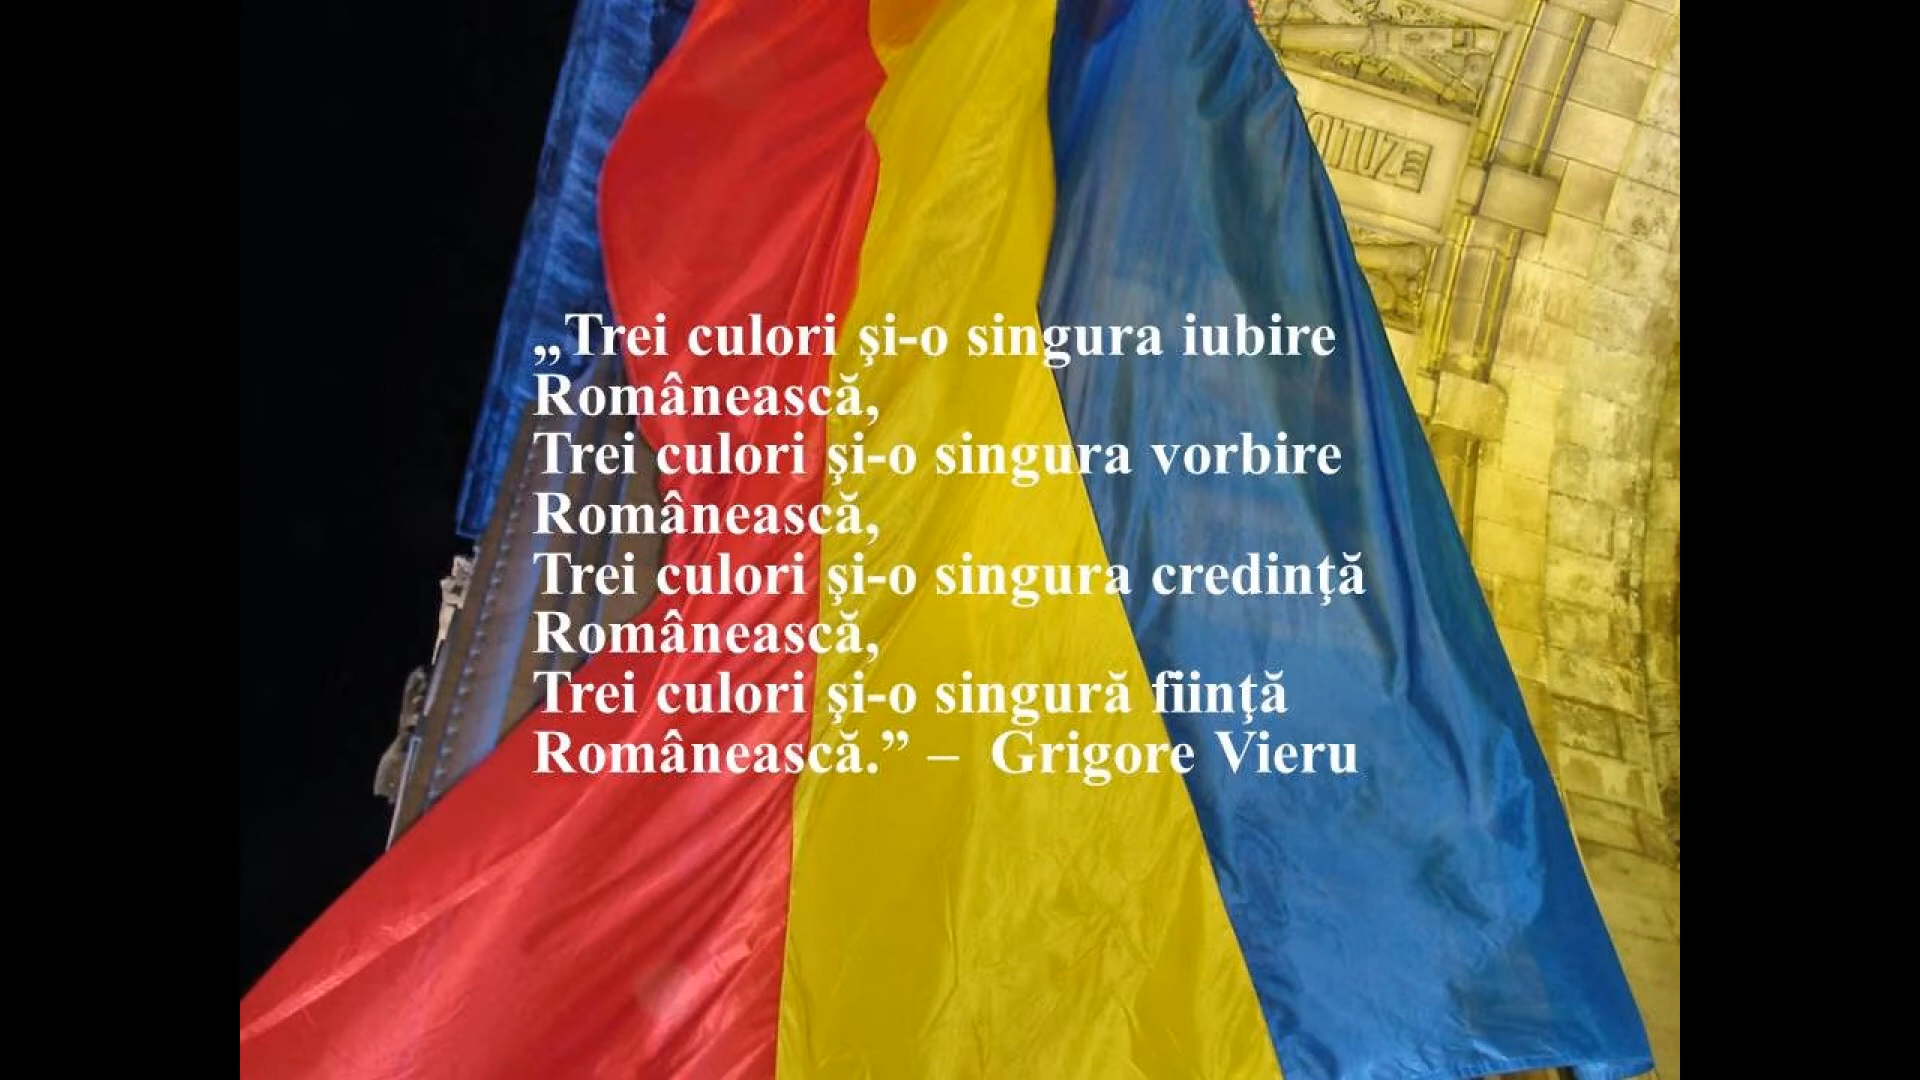 OITUZ
„Trei culori şi-o singura iubire
Românească,
Trei culori şi-o singura vorbire
Românească,
Trei culori şi-o singura credinţă
Românească,
Trei culori şi-o singură fiinţă
Românească.” – Grigore Vieru